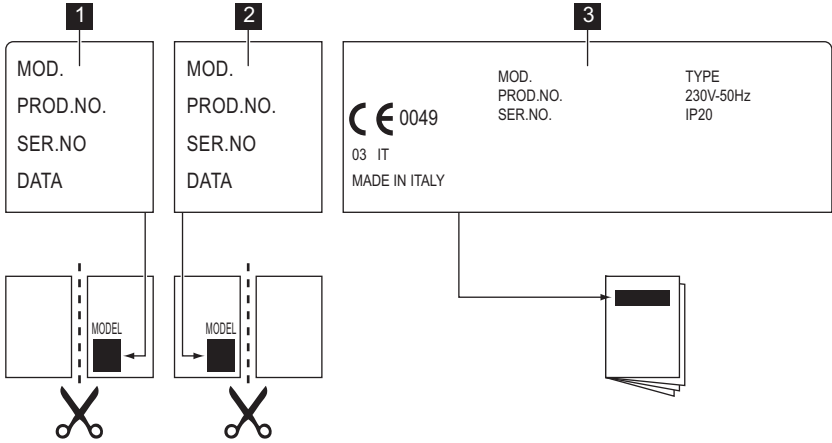 1
MOD.
PROD.NO.
SER.NO
DATA
2
MOD.
PROD.NO.
SER.NO
DATA
3
MOD.
PROD.NO.
SER.NO.
TYPE
230V-50Hz
IP20
CE 0049
03 IT
MADE IN ITALY
MODEL
MODEL